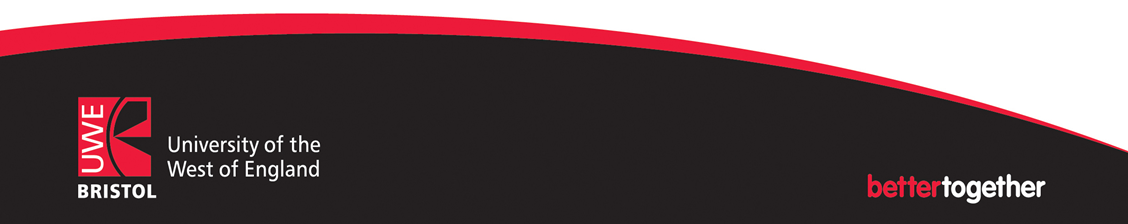 UWE
BRISTOL
University of the
West of England
bettertogether